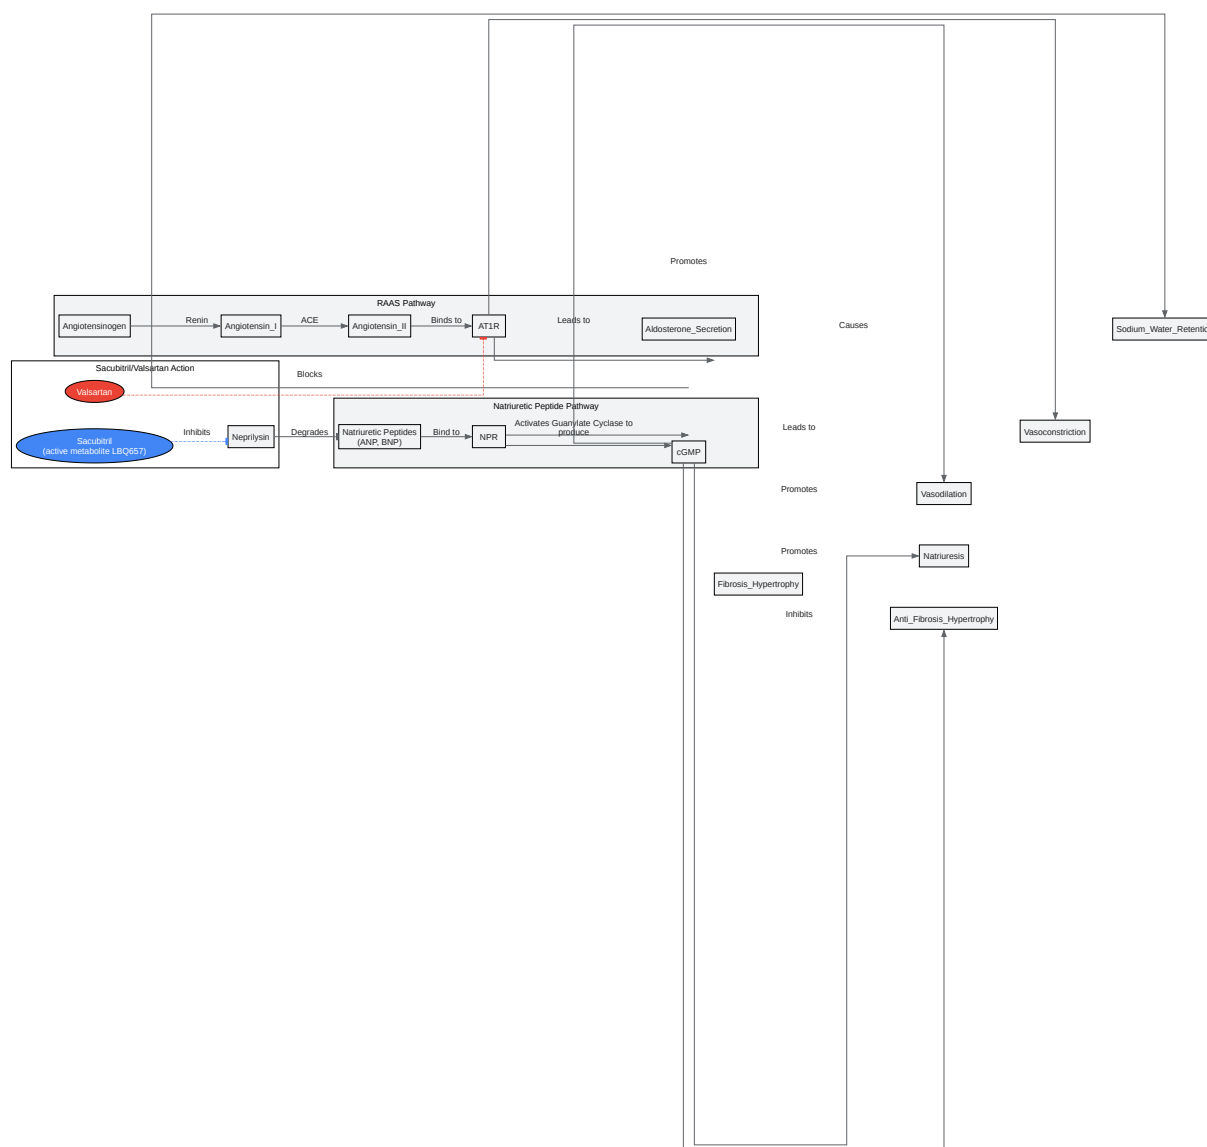 Promotes
RAAS Pathway
Angiotensinogen
Renin
Angiotensin_I
ACE
Angiotensin_II
Binds to
AT1R
Leads to
Aldosterone_Secretion
Causes
Sodium_Water_Retentic
Sacubitril/Valsartan Action
Blocks
Valsartan
Natriuretic Peptide Pathway
Sacubitril
(active metabolite LBQ657)
Inhibits
Neprilysin
Degrades
Natriuretic Peptides
(ANP, BNP)
Bind to
NPR
Activates Guanylate Cyclase to
produce
cGMP
Leads to
Vasoconstriction
Promotes
Vasodilation
Promotes
Natriuresis
Fibrosis_Hypertrophy
Inhibits
Anti_Fibrosis_Hypertrophy